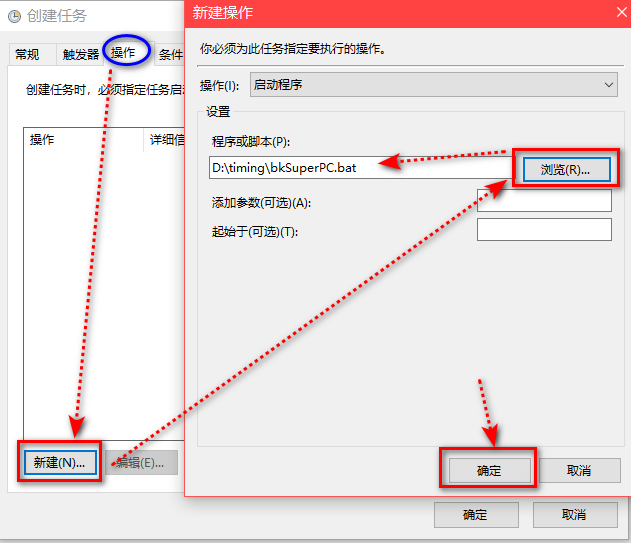 创建任务
常规 触发器 操作 条件
创建任务时，必须指定任务启
操作 详细信
新建(N)... 编辑(E)...
新建操作
你必须为此任务指定要执行的操作。
操作(I): 启动程序
设置
程序或脚本(P):
D:\timing\bkSuperPC.bat 浏览(R)...
添加参数(可选)(A):
起始于(可选)(T):
确定 取消
确定 取消